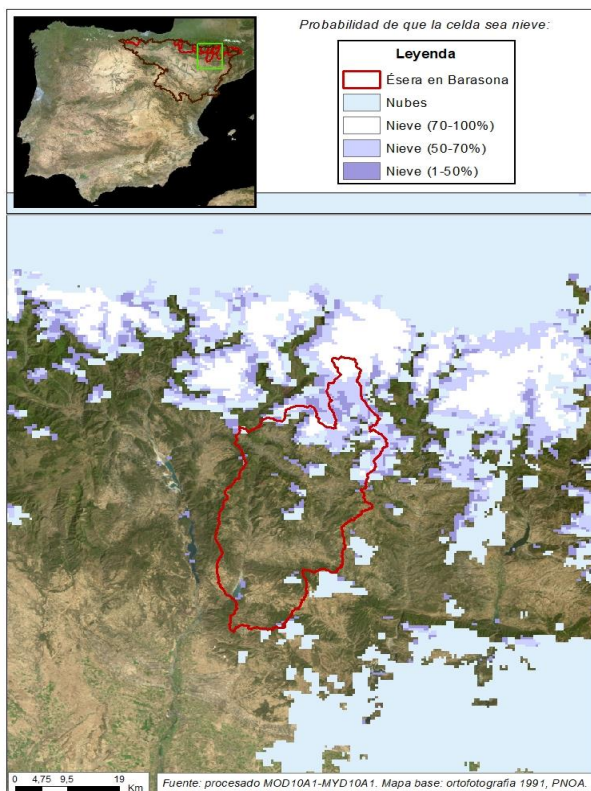 Probabilidad de que la celda sea nieve:
Leyenda
Ésera en Barasona
Nubes
Nieve (70-100%)
Nieve (50-70%)
Nieve (1-50%)
0 4,75 9,5 19
Km
Fuente: procesado MOD10A1-MYD10A1. Mapa base: ortofotografía 1991, PNOA.